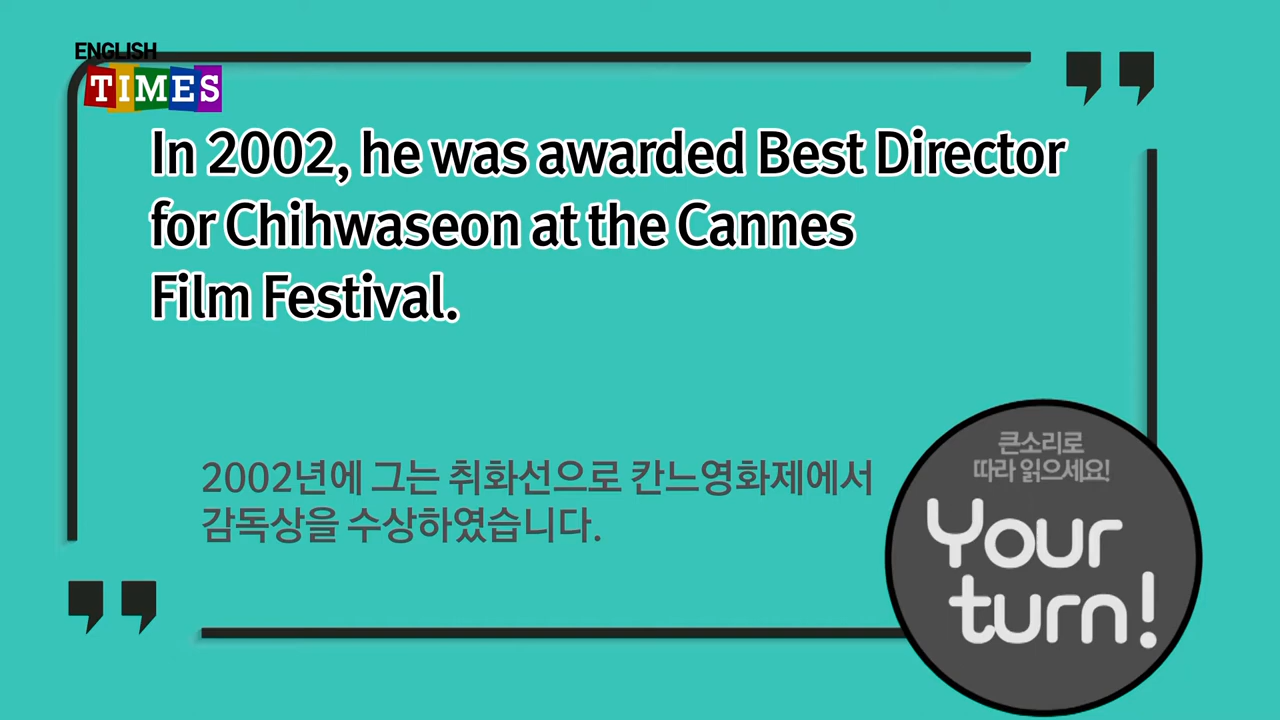 ENGLISH
TIMES
In 2002, he was awarded Best Director
for Chihwaseon at the Cannes
Film Festival.
2002년에 그는 취화선으로 칸느영화제에서
감독상을 수상하였습니다.
큰소리로
따라 읽으세요!
Your
turn!